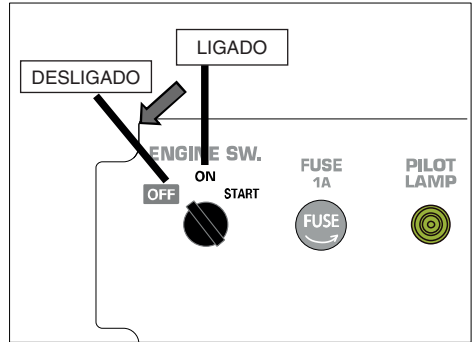 LIGADO
DESLIGADO
ENGINE SW.
ON
OFF
START
FUSE
1A
FUSE
PILOT
LAMP